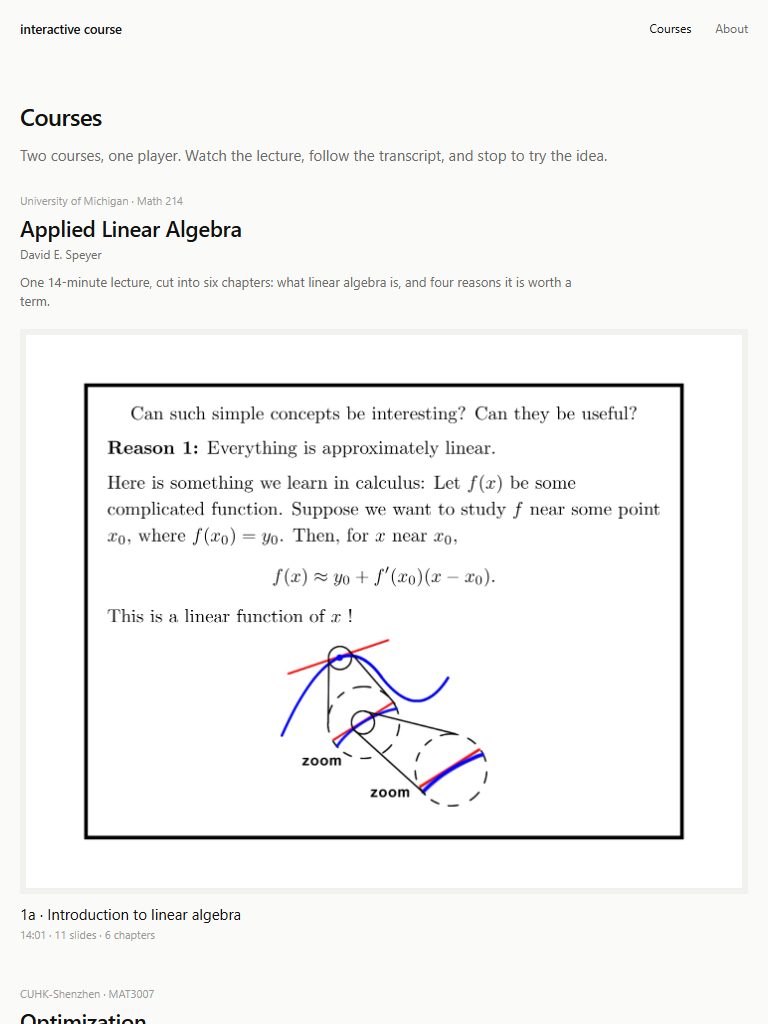 interactive course
Courses
About
Courses
Two courses, one player. Watch the lecture, follow the transcript, and stop to try the idea.
University of Michigan · Math 214
Applied Linear Algebra
David E. Speyer
One 14-minute lecture, cut into six chapters: what linear algebra is, and four reasons it is worth a
term.
Can such simple concepts be interesting? Can they be useful?
Reason 1: Everything is approximately linear.
Here is something we learn in calculus: Let f(x) be some
complicated function. Suppose we want to study f near some point
x₀, where f(x₀) = y₀. Then, for x near x₀,
f(x) ≈ y₀ + f′(x₀)(x − x₀).
This is a linear function of x !
zoom
zoom
1a · Introduction to linear algebra
14:01 · 11 slides · 6 chapters
CUHK-Shenzhen · MAT3007
Optimization